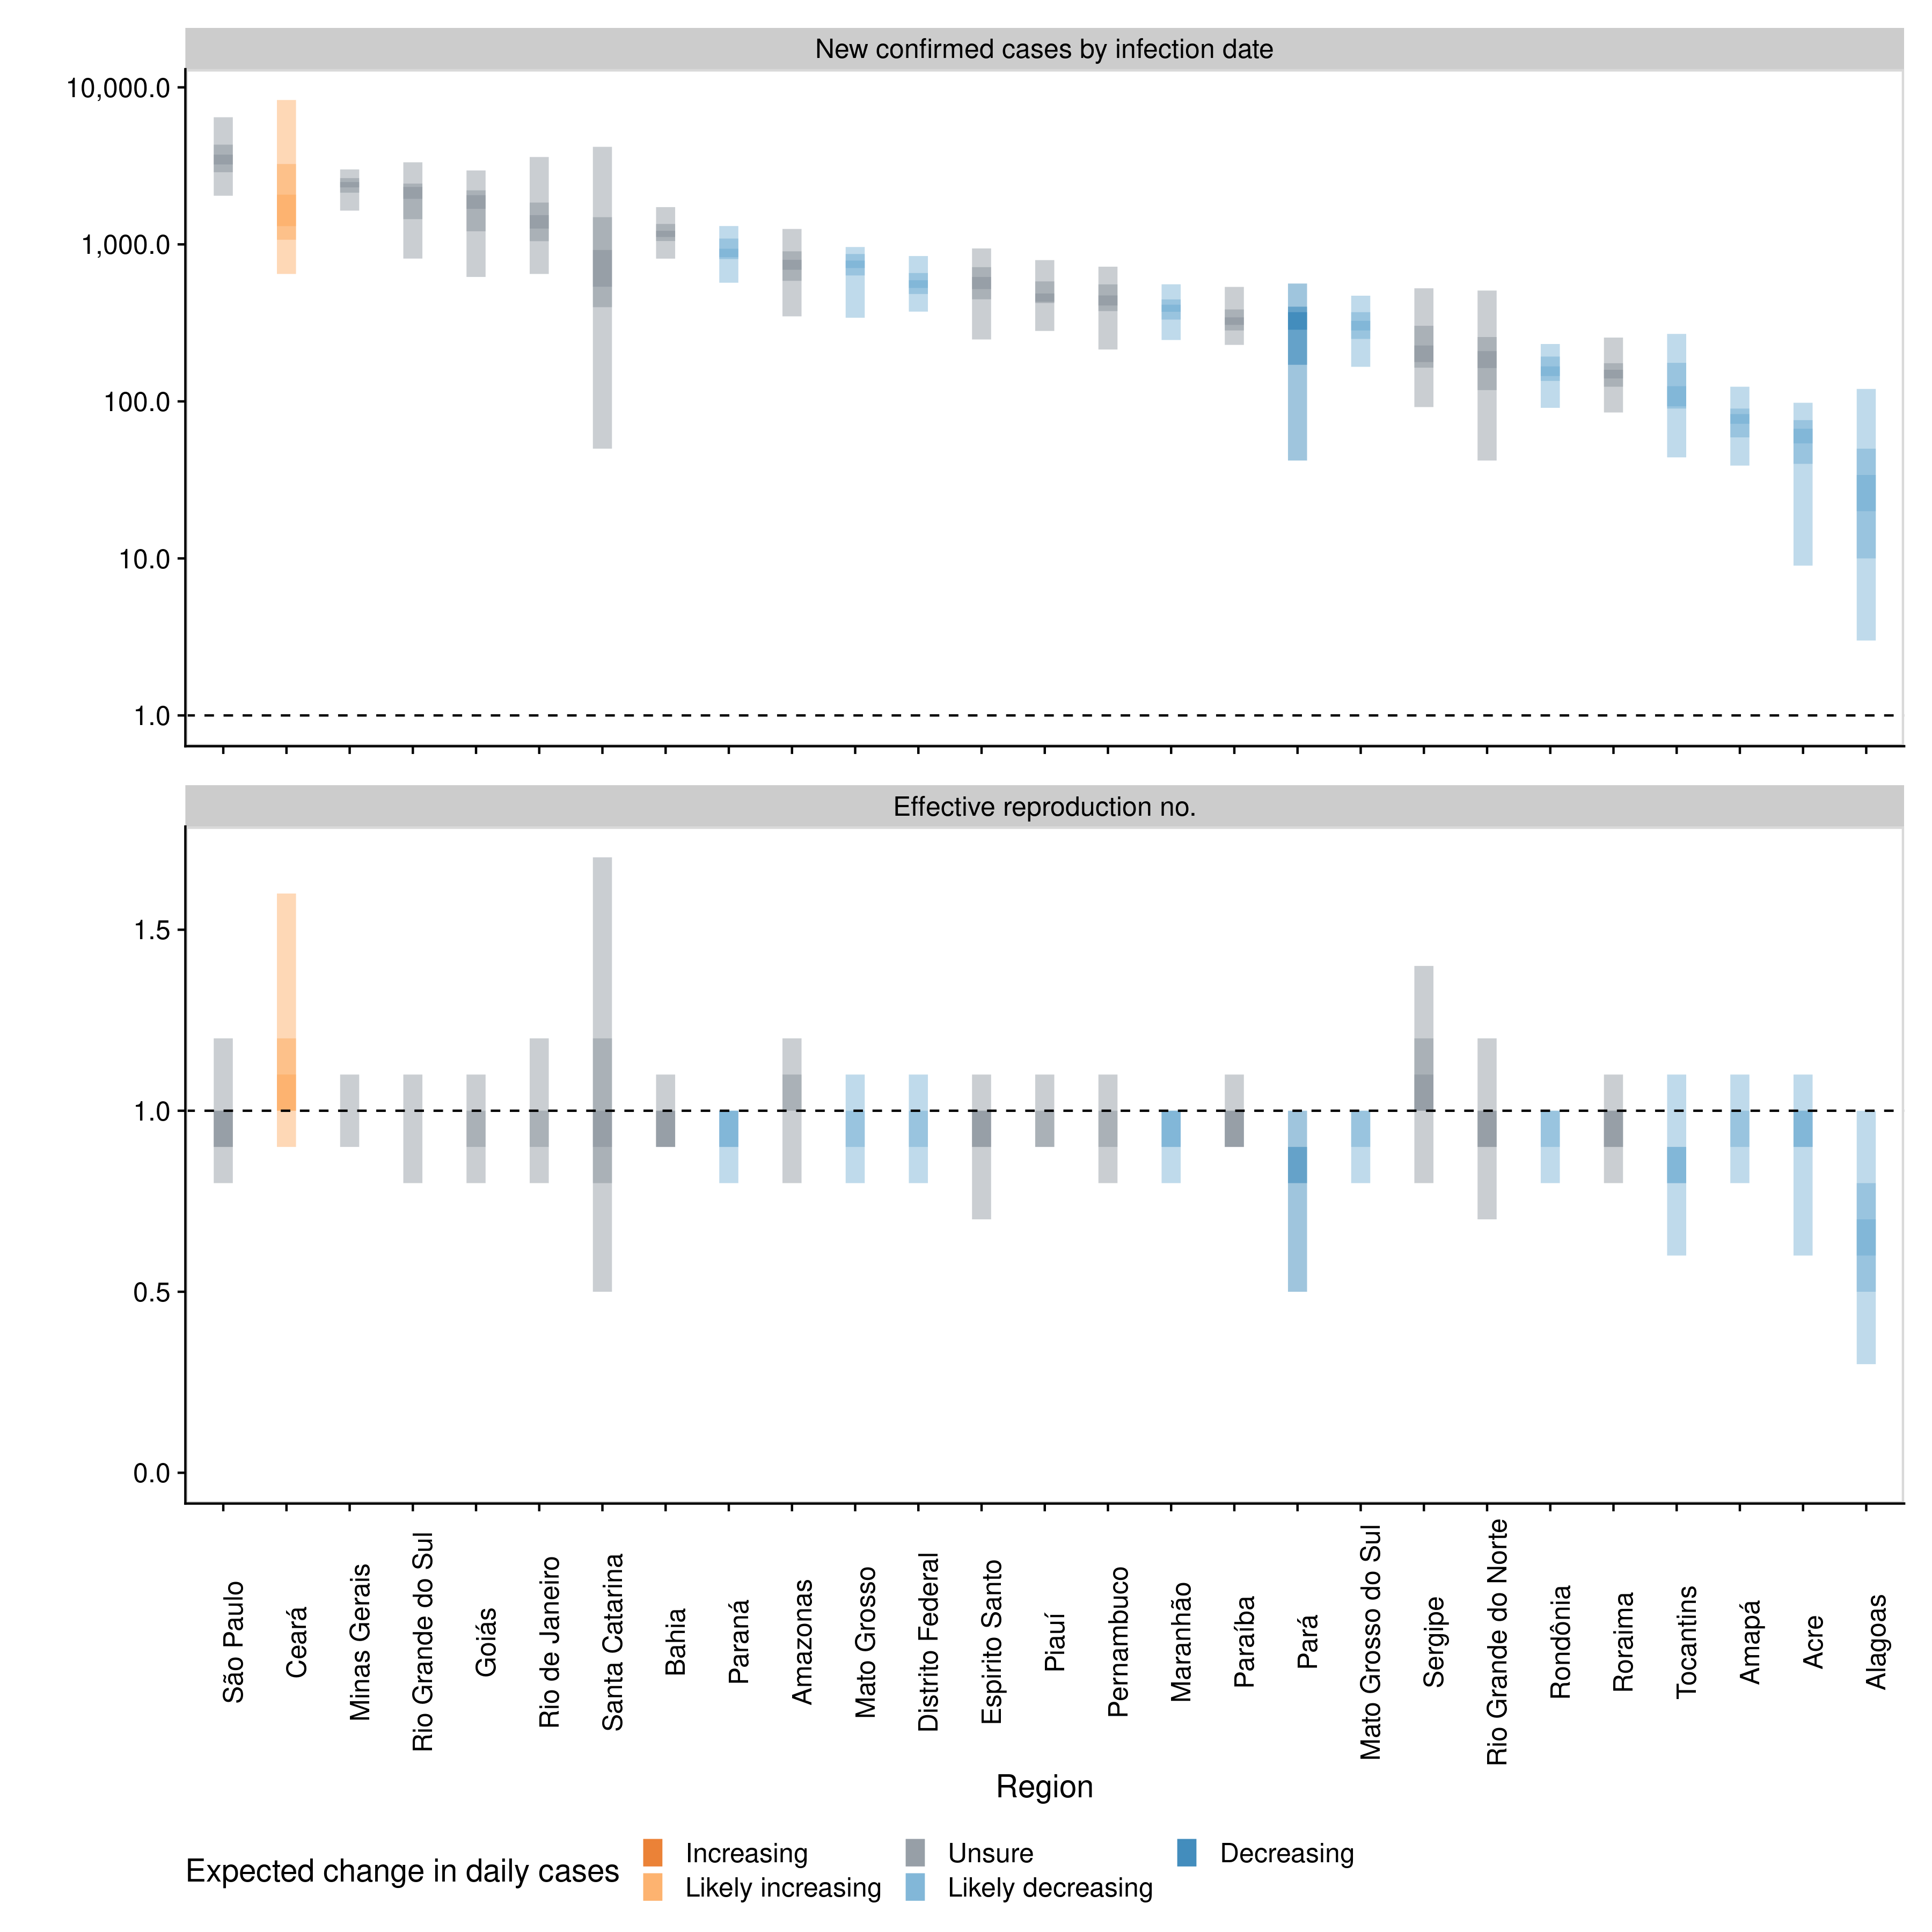 New confirmed cases by infection date
10,000.0
1,000.0
100.0
10.0
1.0
Effective reproduction no.
1.5
1.0
0.5
0.0
São Paulo
Ceará
Minas Gerais
Rio Grande do Sul
Goiás
Rio de Janeiro
Santa Catarina
Bahia
Paraná
Amazonas
Mato Grosso
Distrito Federal
Espirito Santo
Piauí
Pernambuco
Maranhão
Paraíba
Pará
Mato Grosso do Sul
Sergipe
Rio Grande do Norte
Rondônia
Roraima
Tocantins
Amapá
Acre
Alagoas
Region
Expected change in daily cases
Increasing
Likely increasing
Unsure
Likely decreasing
Decreasing